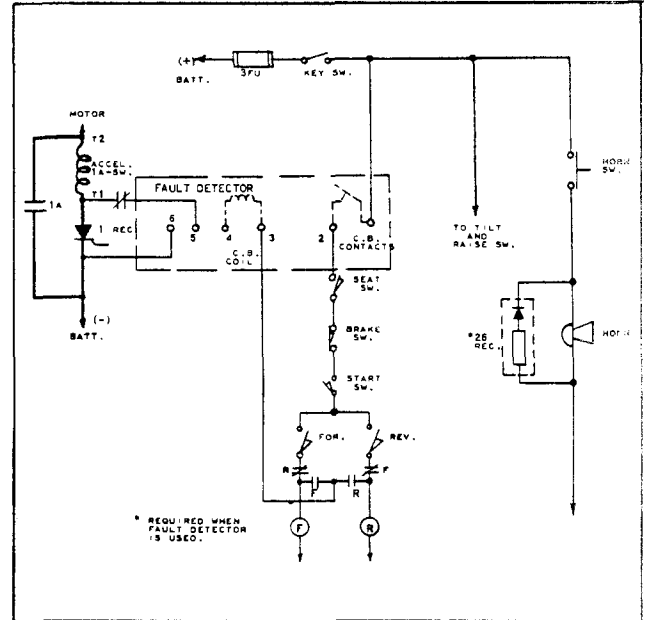 (+)
BATT.
3FU
KEY SW.
MOTOR
T2
ACCEL.
1A-SW.
1A
T1
FAULT DETECTOR
1 REC
6
5
4
3
2
C.B.
COIL
C.B.
CONTACTS
(-)
BATT.
HORN
SW.
TO TILT
AND
RAISE SW.
SEAT
SW.
BRAKE
SW.
START
SW.
*26
REC.
HORN
FOR.
REV.
R
F
F
R
F
R
* REQUIRED WHEN
FAULT DETECTOR
IS USED.